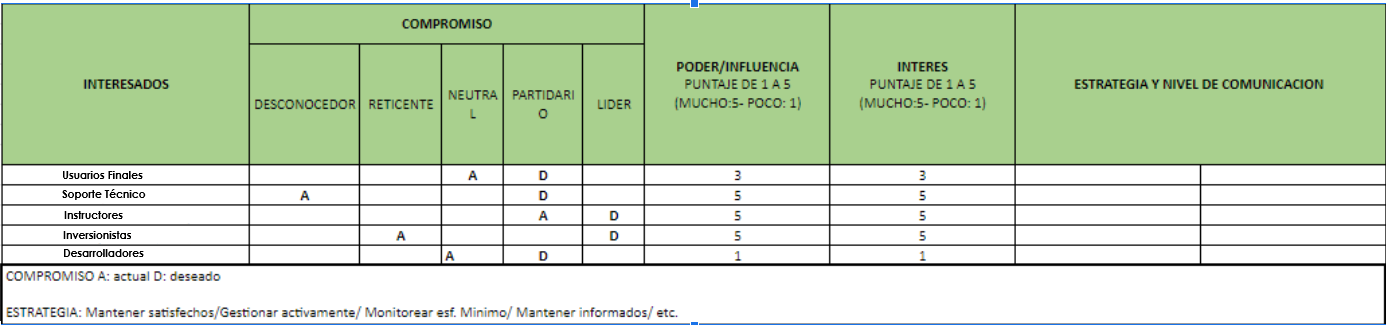 INTERESADOS
COMPROMISO
DESCONOCEDOR
RETICENTE
NEUTRA
L
PARTIDARI
O
LIDER
PODER/INFLUENCIA
PUNTAJE DE 1 A 5
(MUCHO:5- POCO: 1)
INTERES
PUNTAJE DE 1 A 5
(MUCHO:5- POCO: 1)
ESTRATEGIA Y NIVEL DE COMUNICACION
Usuarios Finales A D 3 3
Soporte Técnico A D 5 5
Instructores A D 5 5
Inversionistas A D 5 5
Desarrolladores A D 1 1
COMPROMISO A: actual D: deseado
ESTRATEGIA: Mantener satisfechos/Gestionar activamente/ Monitorear esf. Minimo/ Mantener informados/ etc.